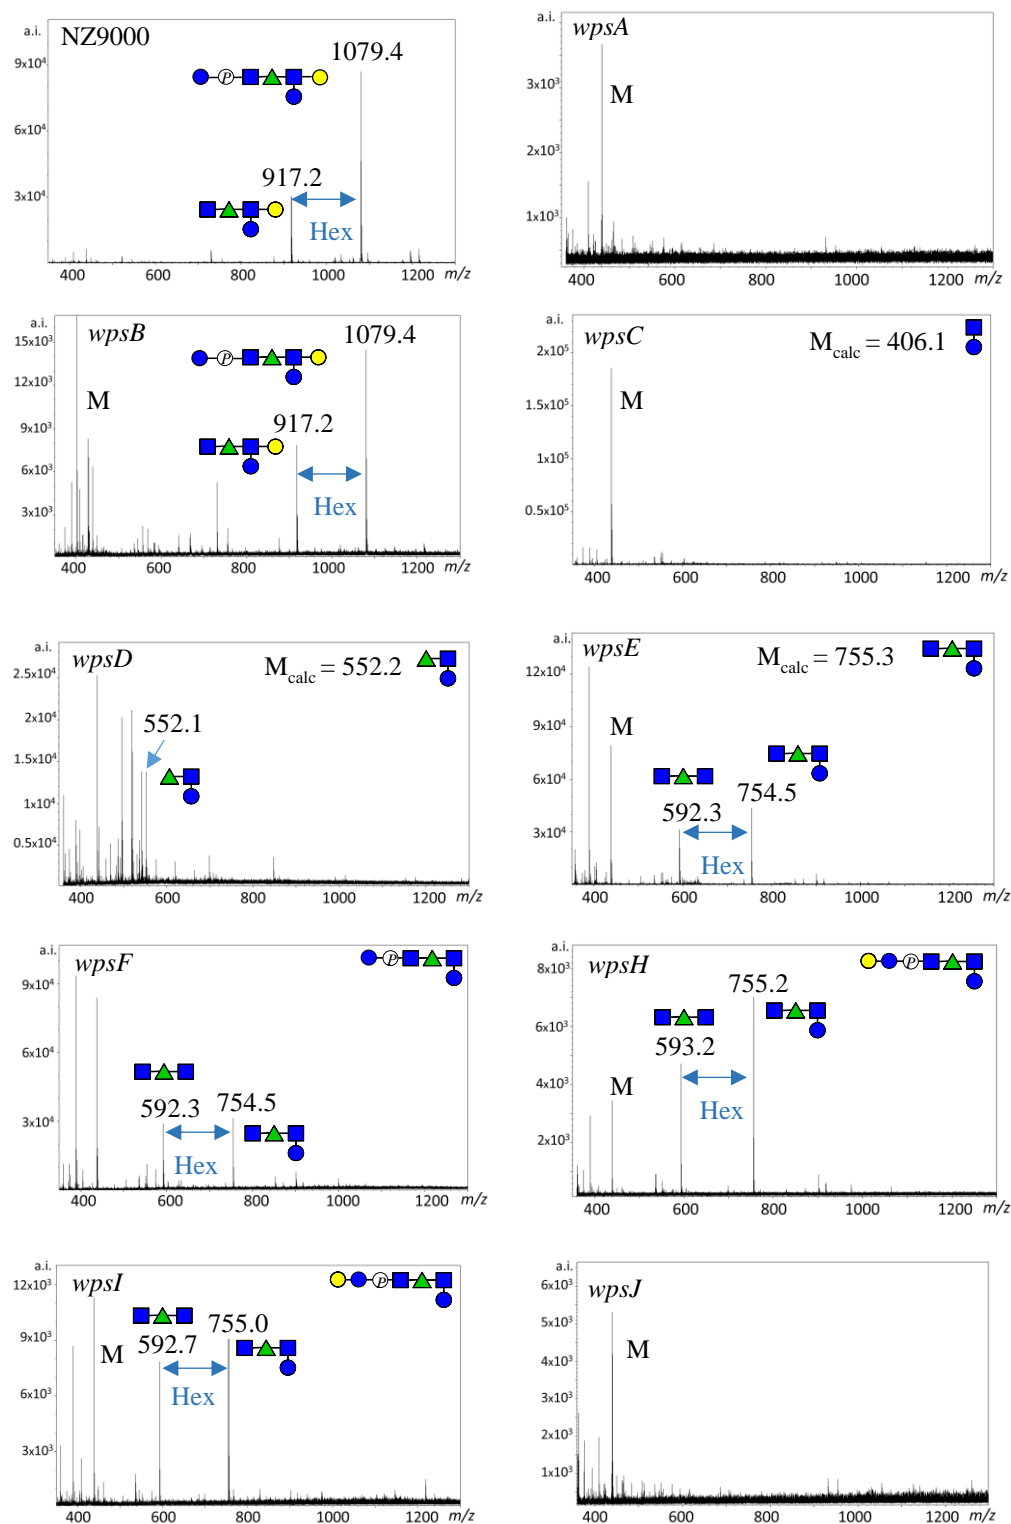 NZ9000
1079.4
9x10⁴
6x10⁴
3x10⁴
P
917.2
Hex
a.i.
400 600 800 1000 1200 m/z
a.i.
wpsA
M
3x10³
2x10³
1x10³
400 500 600 800 1000 1200 m/z
a.i.
wpsB
1079.4
15x10³
12x10³
9x10³
6x10³
3x10³
P
M
917.2
Hex
400 600 800 1000 1200 m/z
a.i.
wpsC
M calc = 406.1
2x10⁵
1.5x10⁵
1x10⁵
0.5x10⁵
M
400 600 800 1000 1200 m/z
a.i.
wpsD
M calc = 552.2
2.5x10⁴
2x10⁴
1.5x10⁴
1x10⁴
0.5x10⁴
552.1
400 600 800 1000 1200 m/z
a.i.
wpsE
M calc = 755.3
12x10⁴
9x10⁴
6x10⁴
3x10⁴
M
592.3
754.5
Hex
400 600 800 1000 1200 m/z
a.i.
wpsF
P
9x10⁴
6x10⁴
3x10⁴
592.3 754.5
Hex
400 600 800 1000 1200 m/z
a.i.
wpsH
P
8x10³
6x10³
4x10³
2x10³
755.2
593.2
M
Hex
400 600 800 1000 1200 m/z
a.i.
wpsI
P
12x10³
9x10³
6x10³
3x10³
M 592.7 755.0
Hex
400 600 800 1000 1200 m/z
a.i.
wpsJ
6x10³
5x10³
4x10³
3x10³
2x10³
1x10³
M
400 600 800 1000 1200 m/z